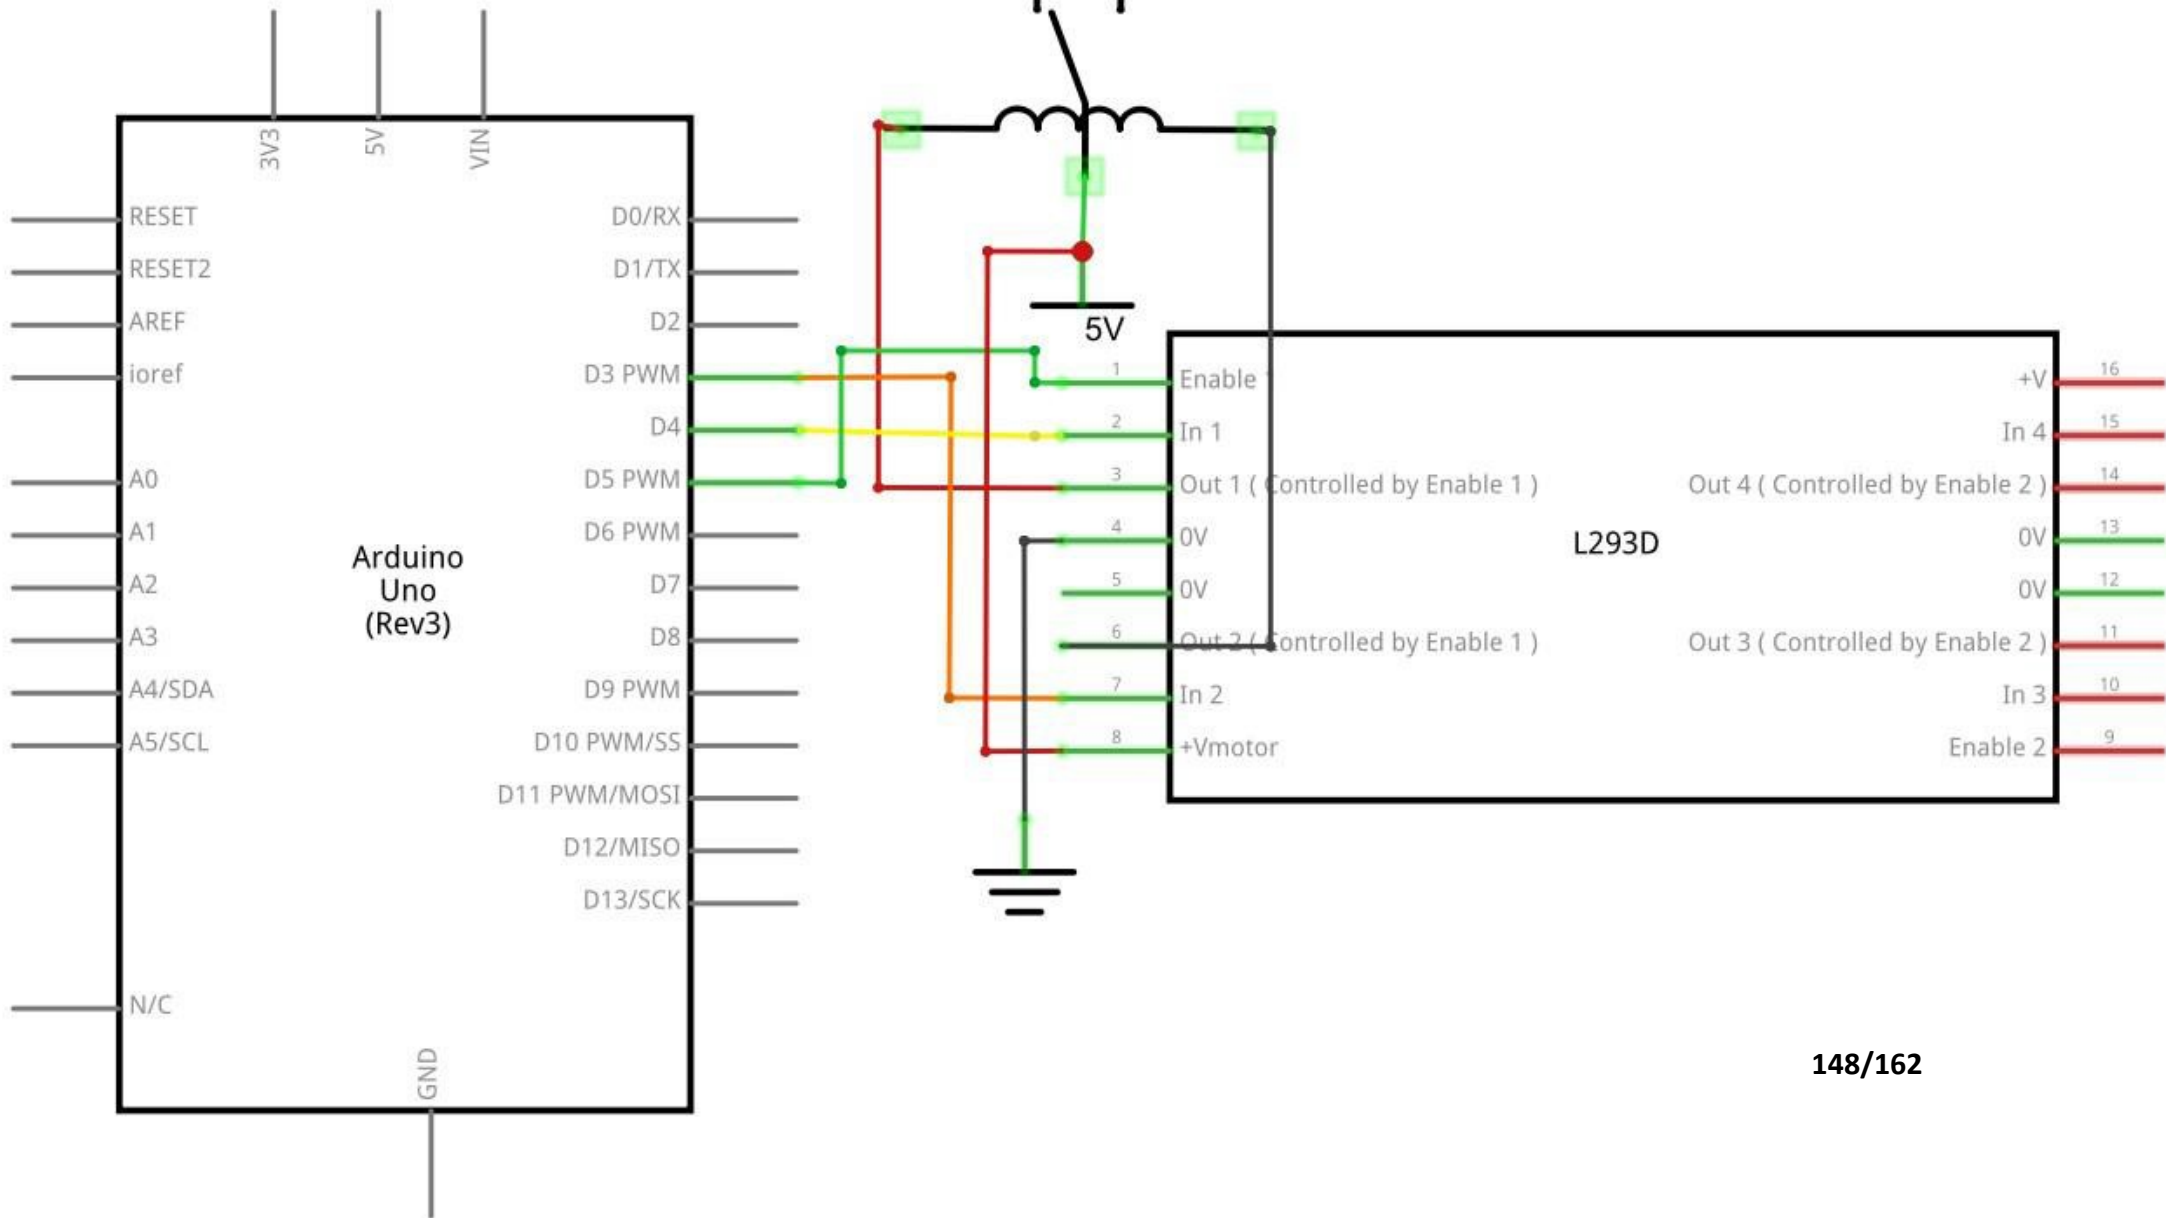 3V3
5V
VIN
RESET
RESET2
AREF
ioref
A0
A1
A2
A3
A4/SDA
A5/SCL
N/C
Arduino
Uno
(Rev3)
GND
D0/RX
D1/TX
D2
D3 PWM
D4
D5 PWM
D6 PWM
D7
D8
D9 PWM
D10 PWM/SS
D11 PWM/MOSI
D12/MISO
D13/SCK
5V
1 Enable
2 In 1
3 Out 1 ( Controlled by Enable 1 )
4 0V
5 0V
6 Out 2 ( Controlled by Enable 1 )
7 In 2
8 +Vmotor
L293D
+V 16
In 4 15
Out 4 ( Controlled by Enable 2 ) 14
0V 13
0V 12
Out 3 ( Controlled by Enable 2 ) 11
In 3 10
Enable 2 9
148/162